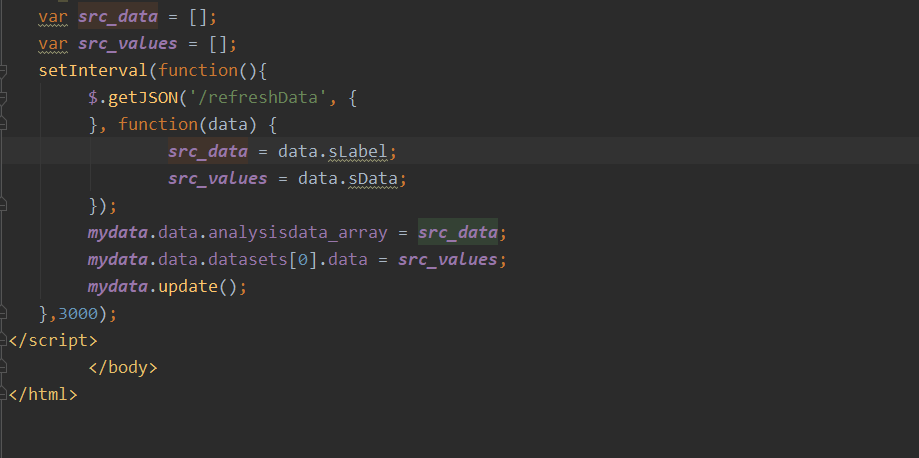 var src_data = [];
var src_values = [];
setInterval(function(){
$.getJSON('/refreshData', {
}, function(data) {
src_data = data.sLabel;
src_values = data.sData;
});
mydata.data.analysisdata_array = src_data;
mydata.data.datasets[0].data = src_values;
mydata.update();
},3000);
</script>
</body>
</html>